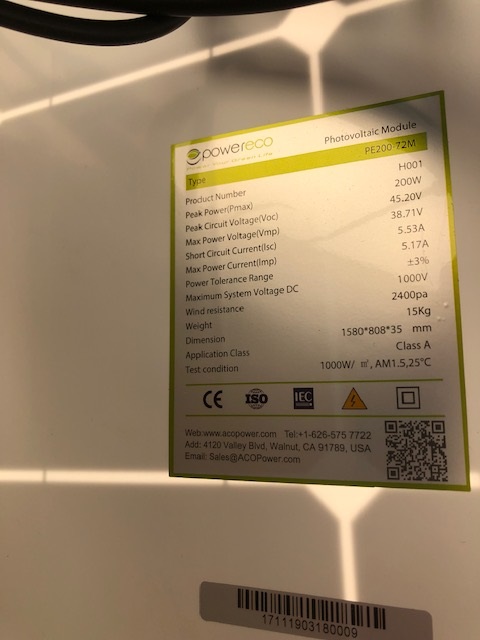 powereco
Photovoltaic Module
Type PE200-72M
Product Number H001
Peak Power(Pmax) 200W
Peak Circuit Voltage(Voc) 45.20V
Max Power Voltage(Vmp) 38.71V
Short Circuit Current(Isc) 5.53A
Max Power Current(Imp) 5.17A
Power Tolerance Range ±3%
Maximum System Voltage DC 1000V
Wind resistance 2400pa
Weight 15Kg
Dimension 1580*808*35 mm
Application Class Class A
Test condition 1000W/ ㎡, AM1.5,25°C
CE ISO IEC
Web:www.acopower.com Tel:+1-626-575 7722
Add: 4120 Valley Blvd, Walnut, CA 91789, USA
Email: Sales@ACOPower.com
17111903180009